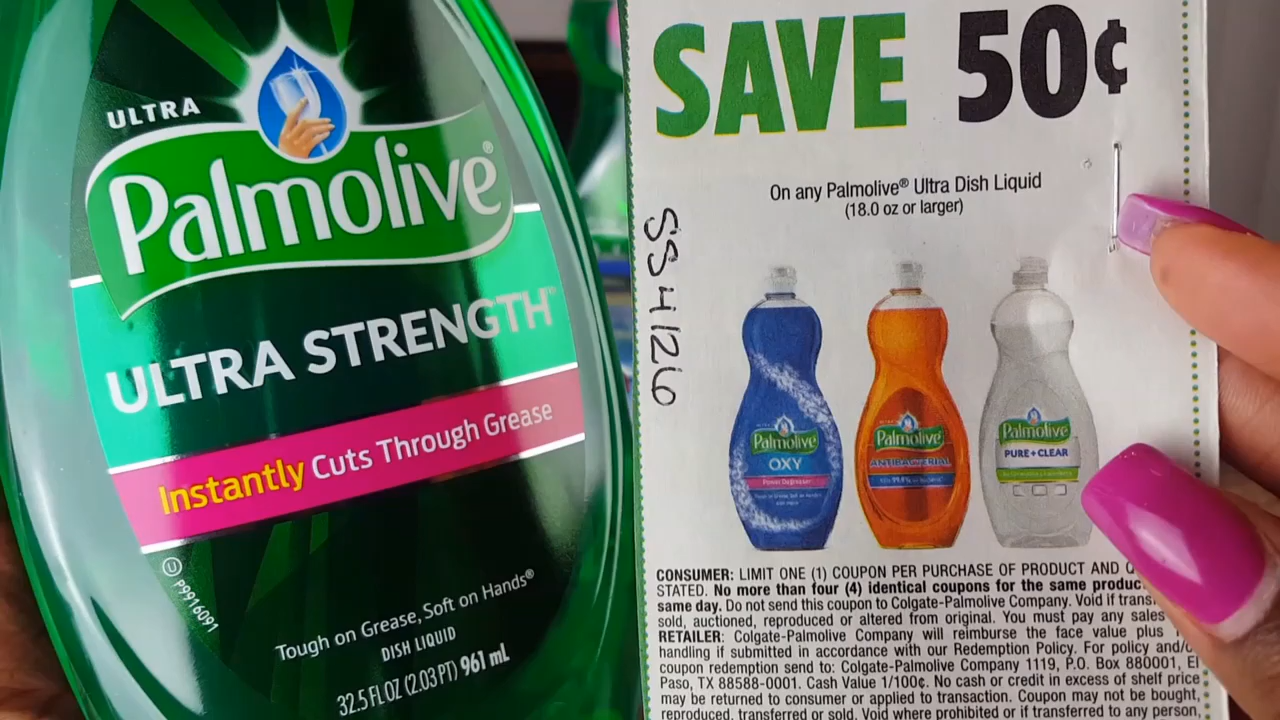 ULTRA
Palmolive®
ULTRA STRENGTH™
Instantly Cuts Through Grease
U
P9916091
Tough on Grease, Soft on Hands®
DISH LIQUID
32.5 FL OZ (2.03 PT) 961 mL
SAVE 50¢
On any Palmolive® Ultra Dish Liquid
(18.0 oz or larger)
SS 4/26
Palmolive
OXY
Power Degreaser
Palmolive
ANTIBACTERIAL
Palmolive
PURE+CLEAR
CONSUMER: LIMIT ONE (1) COUPON PER PURCHASE OF PRODUCT AND
STATED. No more than four (4) identical coupons for the same
same day. Do not send this coupon to Colgate-Palmolive Company. Void if
sold, auctioned, reproduced or altered from original. You must pay any sales
RETAILER: Colgate-Palmolive Company will reimburse the face value plus
handling if submitted in accordance with our Redemption Policy. For policy
coupon redemption send to: Colgate-Palmolive Company 1119, P.O. Box 880001, El
Paso, TX 88588-0001. Cash Value 1/100¢. No cash or credit in excess of shelf price
may be returned to consumer or applied to transaction. Coupon may not be bought,
reproduced, transferred or sold. Void where prohibited or if transferred to any person,